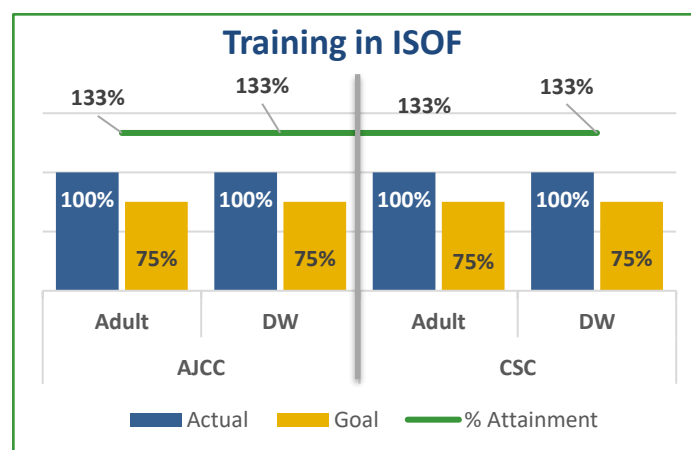 Training in ISOF
133% 133% 133% 133%
100% 75% 100% 75% 100% 75% 100% 75%
Adult DW Adult DW
AJCC CSC
Actual Goal % Attainment